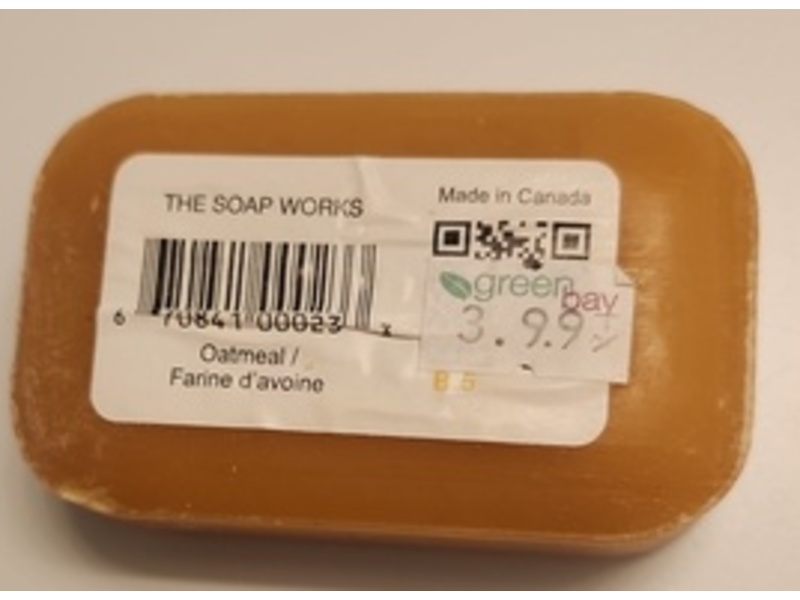 THE SOAP WORKS
Made in Canada
green
bay
3.99
6 70841 00023
Oatmeal /
Farine d'avoine